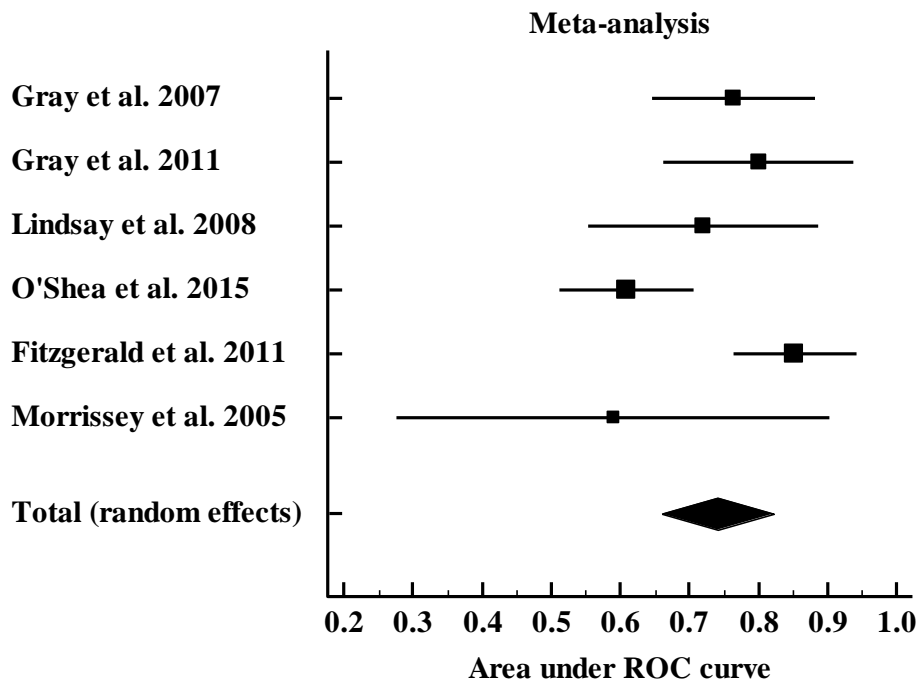 Meta-analysis
Gray et al. 2007
Gray et al. 2011
Lindsay et al. 2008
O'Shea et al. 2015
Fitzgerald et al. 2011
Morrissey et al. 2005
Total (random effects)
0.2 0.3 0.4 0.5 0.6 0.7 0.8 0.9 1.0
Area under ROC curve